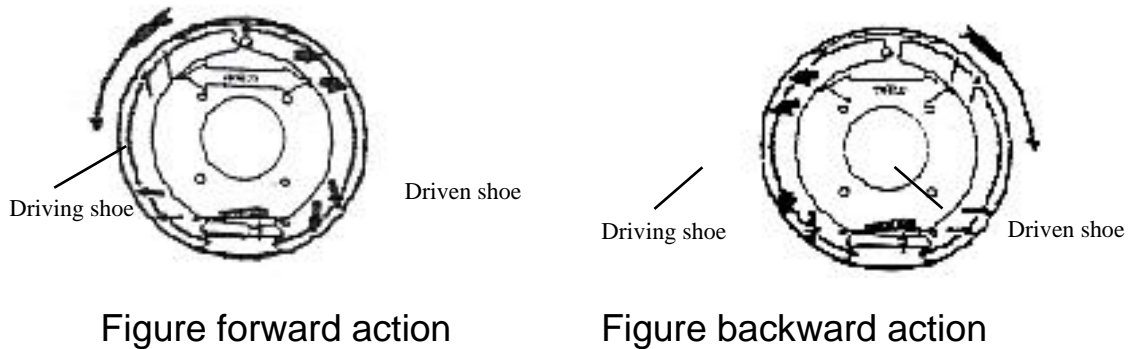 Driving shoe
Driven shoe
Driving shoe
Driven shoe
Figure forward action
Figure backward action